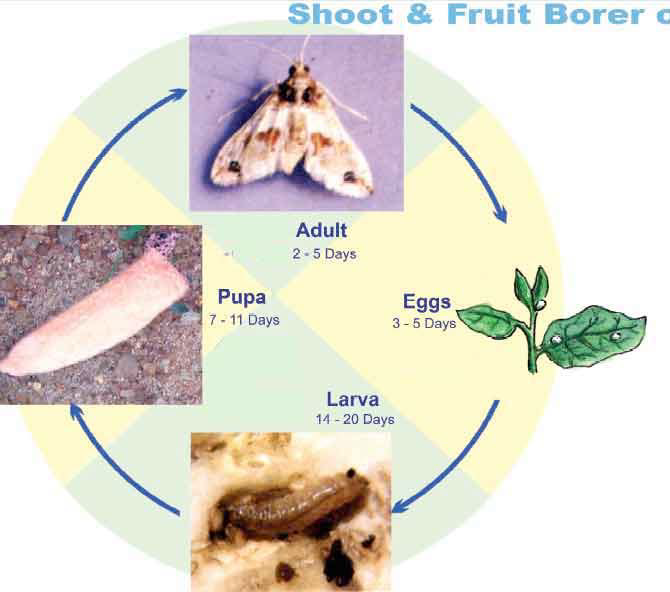 Shoot & Fruit Borer o
Adult
2 - 5 Days
Eggs
3 - 5 Days
Larva
14 - 20 Days
Pupa
7 - 11 Days